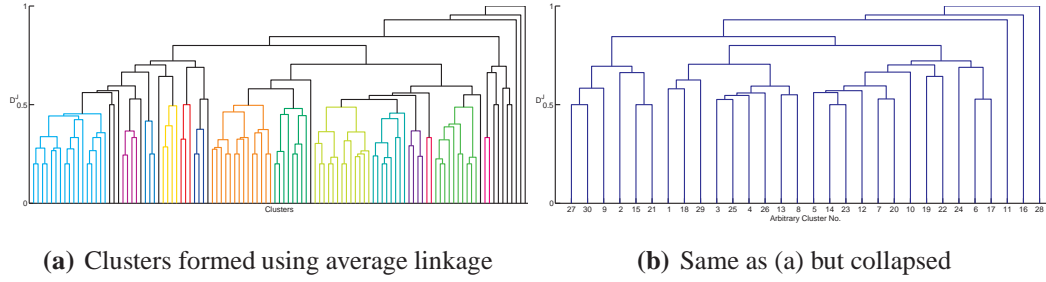 1
0.5
0
D_J
Clusters
(a) Clusters formed using average linkage
1
0.5
0
D_J
27 30 9 2 15 21 1 18 29 3 25 4 26 13 8 5 14 23 12 7 20 10 19 22 24 6 17 11 16 28
Arbitrary Cluster No.
(b) Same as (a) but collapsed